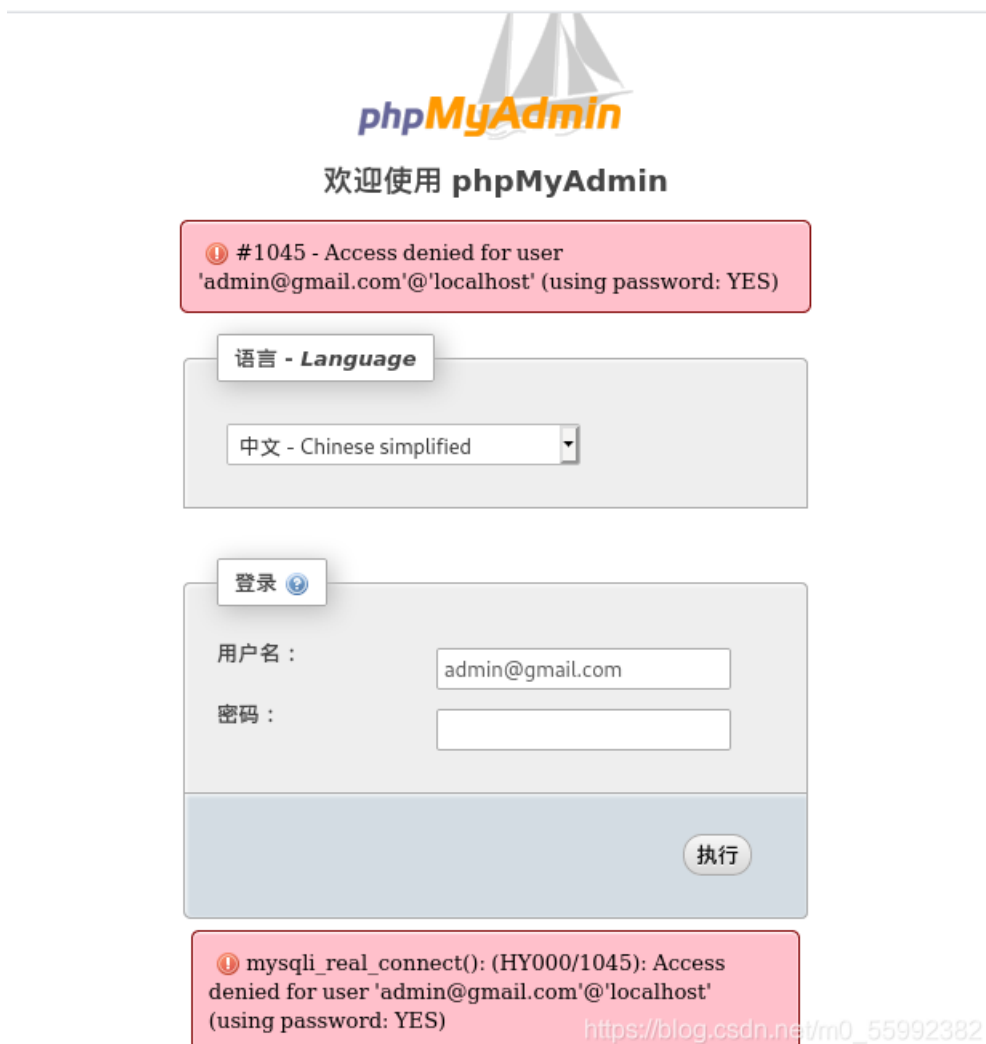 phpMyAdmin
欢迎使用 phpMyAdmin
#1045 - Access denied for user
'admin@gmail.com'@'localhost' (using password: YES)
语言 - Language
中文 - Chinese simplified
登录
用户名：
admin@gmail.com
密码：
执行
mysqli_real_connect(): (HY000/1045): Access
denied for user 'admin@gmail.com'@'localhost'
(using password: YES)
https://blog.csdn.net/m0_55992382